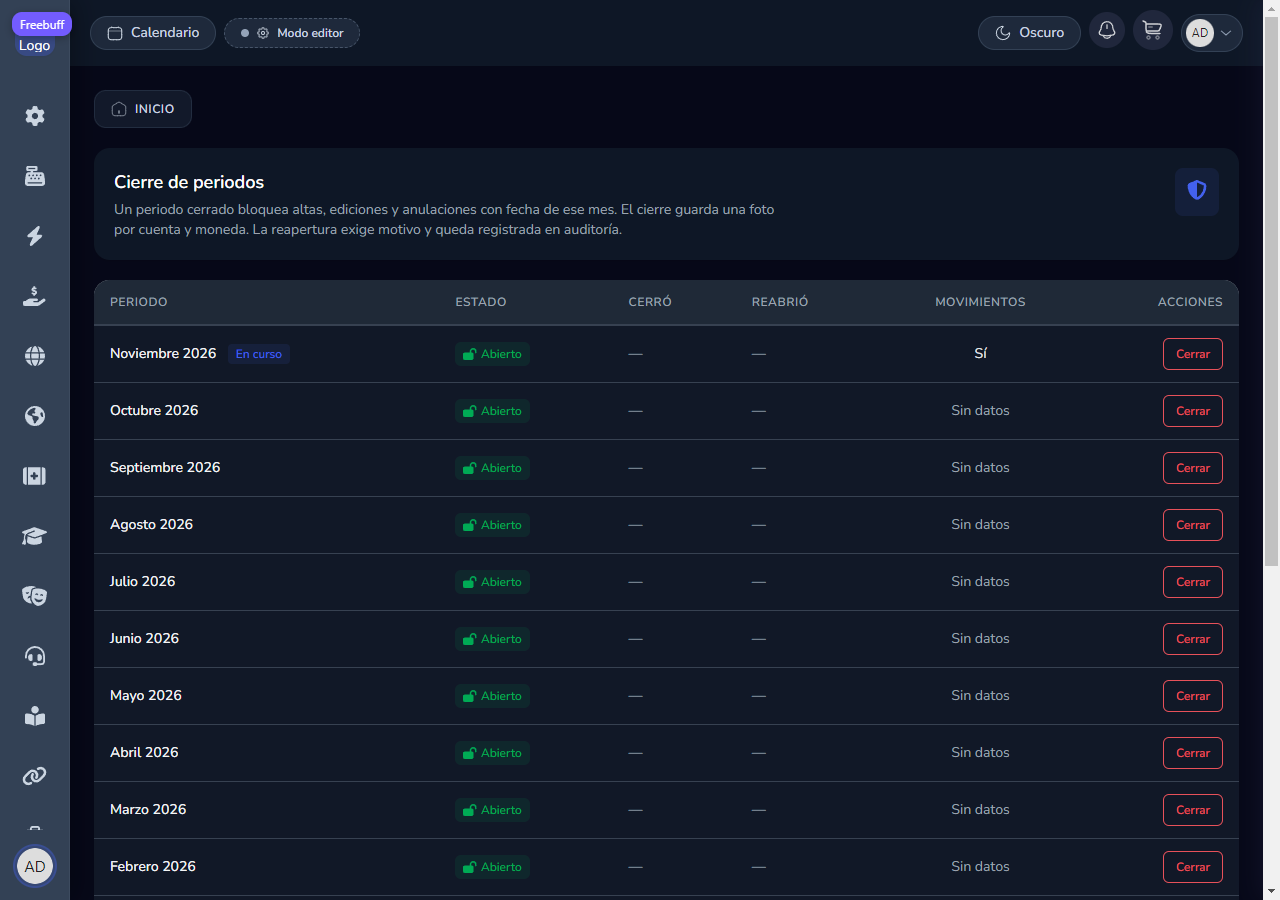 Freebuff
Logo
Calendario
Modo editor
Oscuro
AD
INICIO
Cierre de periodos
Un periodo cerrado bloquea altas, ediciones y anulaciones con fecha de ese mes. El cierre guarda una foto
por cuenta y moneda. La reapertura exige motivo y queda registrada en auditoría.
PERIODO ESTADO CERRÓ REABRIÓ MOVIMIENTOS ACCIONES
Noviembre 2026 En curso Abierto — — Sí Cerrar
Octubre 2026 Abierto — — Sin datos Cerrar
Septiembre 2026 Abierto — — Sin datos Cerrar
Agosto 2026 Abierto — — Sin datos Cerrar
Julio 2026 Abierto — — Sin datos Cerrar
Junio 2026 Abierto — — Sin datos Cerrar
Mayo 2026 Abierto — — Sin datos Cerrar
Abril 2026 Abierto — — Sin datos Cerrar
Marzo 2026 Abierto — — Sin datos Cerrar
Febrero 2026 Abierto — — Sin datos Cerrar
AD